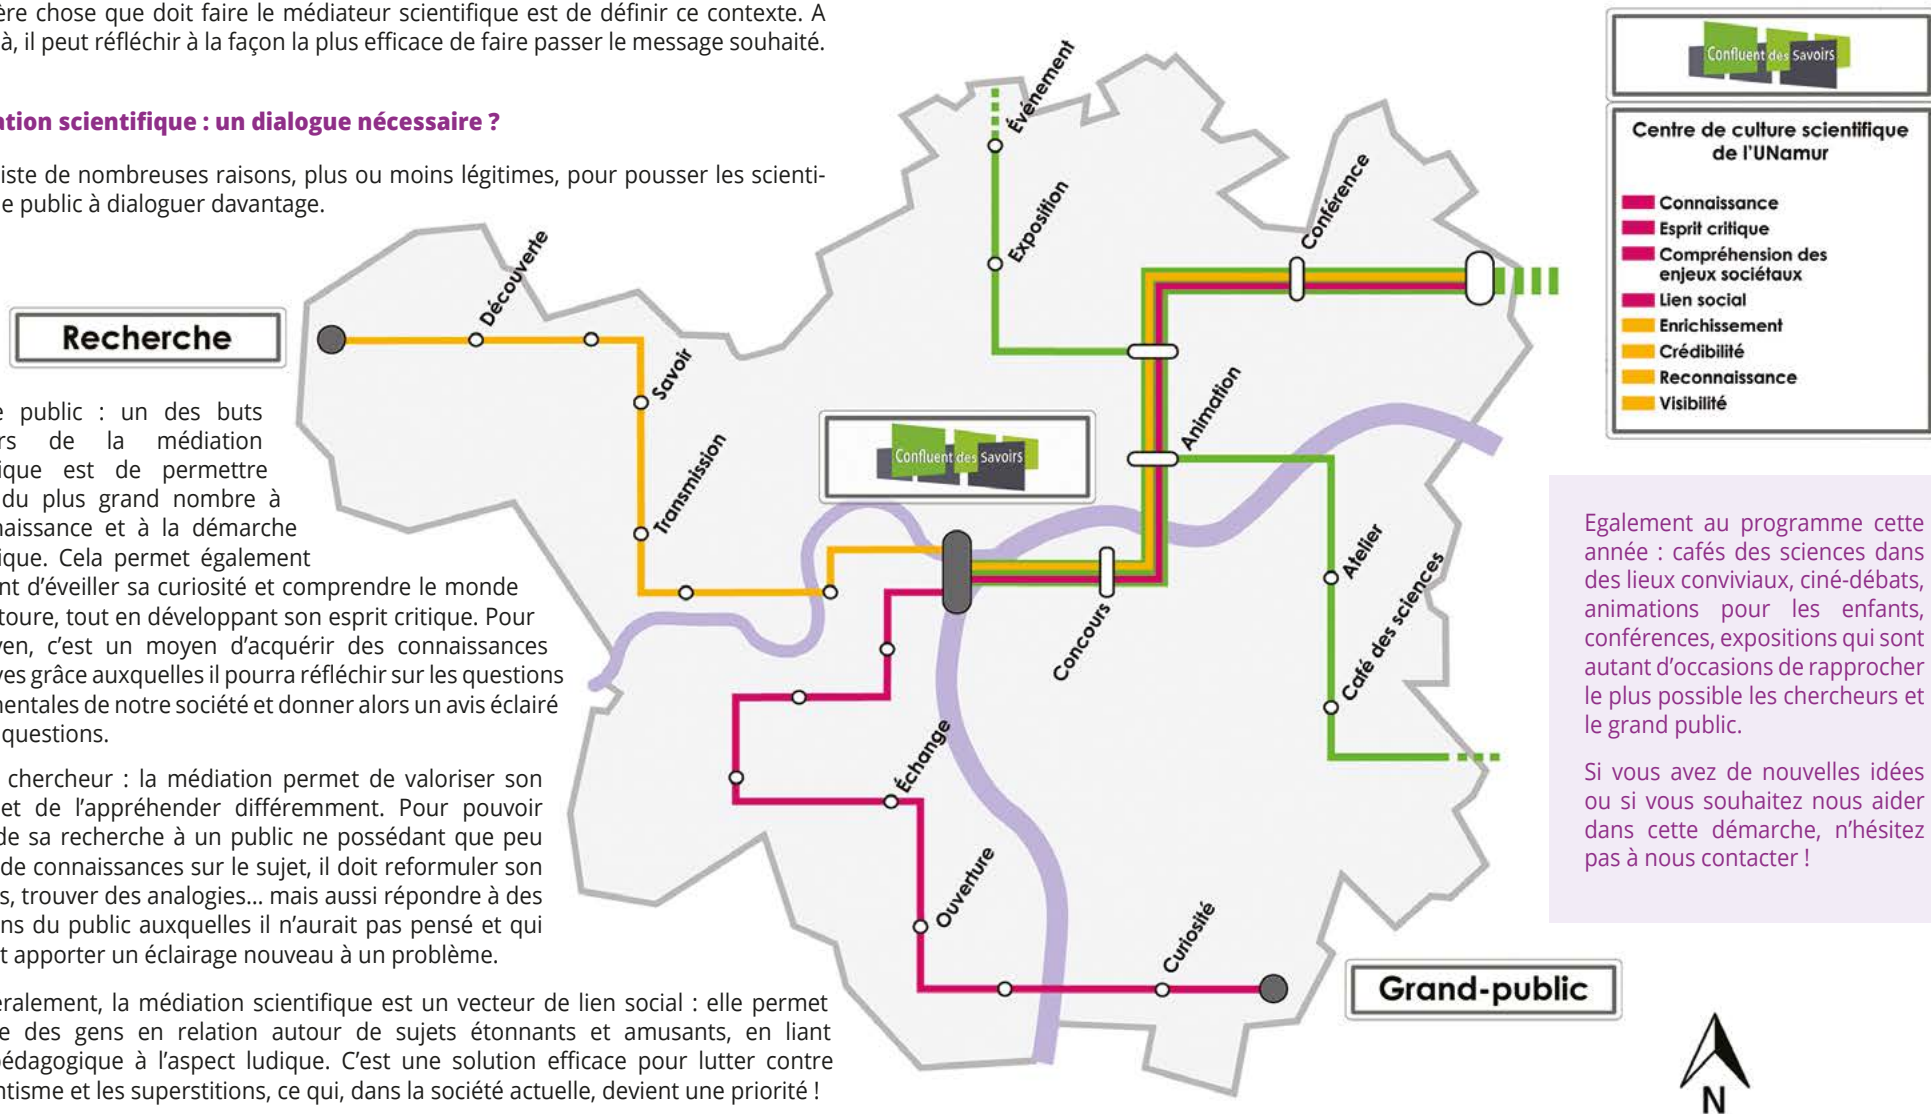 ère chose que doit faire le médiateur scientifique est de définir ce contexte. A
à, il peut réfléchir à la façon la plus efficace de faire passer le message souhaité.
ation scientifique : un dialogue nécessaire ?
iste de nombreuses raisons, plus ou moins légitimes, pour pousser les scienti-
e public à dialoguer davantage.
Recherche
e public : un des buts
rs de la médiation
ique est de permettre
du plus grand nombre à
naissance et à la démarche
ique. Cela permet également
nt d'éveiller sa curiosité et comprendre le monde
toure, tout en développant son esprit critique. Pour
yen, c'est un moyen d'acquérir des connaissances
ves grâce auxquelles il pourra réfléchir sur les questions
mentales de notre société et donner alors un avis éclairé
questions.
chercheur : la médiation permet de valoriser son
et de l'appréhender différemment. Pour pouvoir
de sa recherche à un public ne possédant que peu
de connaissances sur le sujet, il doit reformuler son
s, trouver des analogies... mais aussi répondre à des
ns du public auxquelles il n'aurait pas pensé et qui
t apporter un éclairage nouveau à un problème.
éralement, la médiation scientifique est un vecteur de lien social : elle permet
e des gens en relation autour de sujets étonnants et amusants, en liant
pédagogique à l'aspect ludique. C'est une solution efficace pour lutter contre
ntisme et les superstitions, ce qui, dans la société actuelle, devient une priorité !
Découverte
Savoir
Transmission
Événement
Exposition
Conférence
Animation
Confluent des Savoirs
Concours
Atelier
Café des sciences
Échange
Ouverture
Curiosité
Grand-public
Confluent des Savoirs
Centre de culture scientifique
de l'UNamur
Connaissance
Esprit critique
Compréhension des
enjeux sociétaux
Lien social
Enrichissement
Crédibilité
Reconnaissance
Visibilité
Egalement au programme cette
année : cafés des sciences dans
des lieux conviviaux, ciné-débats,
animations pour les enfants,
conférences, expositions qui sont
autant d'occasions de rapprocher
le plus possible les chercheurs et
le grand public.
Si vous avez de nouvelles idées
ou si vous souhaitez nous aider
dans cette démarche, n'hésitez
pas à nous contacter !
N